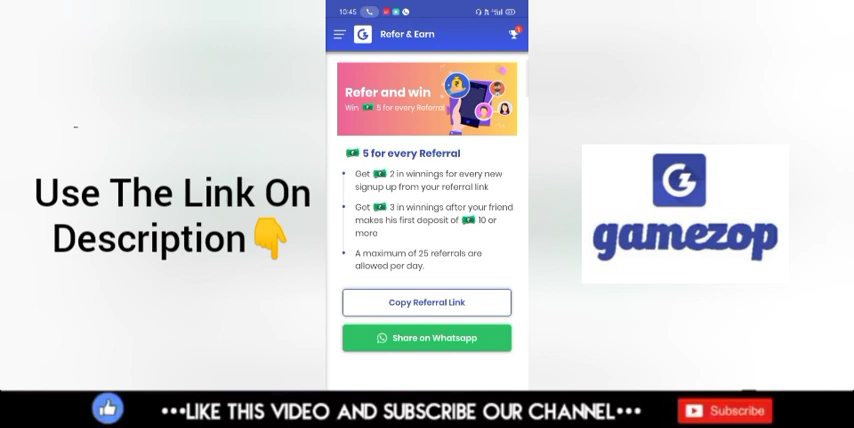 10:45
Refer & Earn
1
Refer and win
Win 5 for every Referral
5 for every Referral
Get 2 in winnings for every new
signup up from your referral link
Get 3 in winnings after your friend
makes his first deposit of 10 or
more
A maximum of 25 referrals are
allowed per day.
Copy Referral Link
Share on Whatsapp
Use The Link On
Description
gamezop
•••LIKE THIS VIDEO AND SUBSCRIBE OUR CHANNEL•••
Subscribe